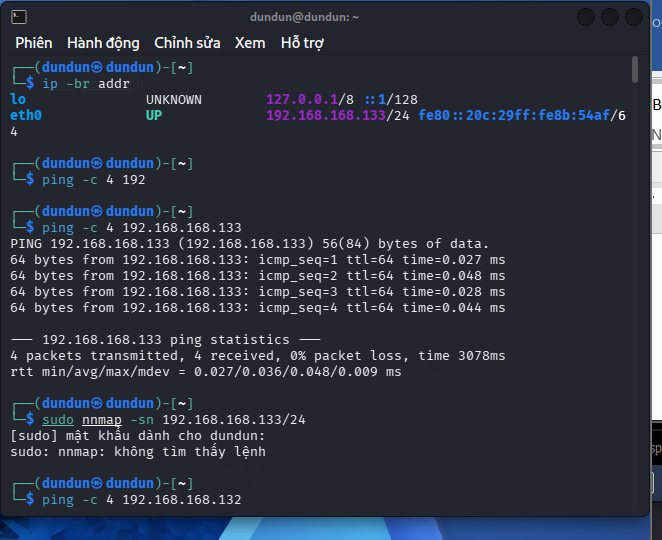 dundun@dundun: ~
Phiên Hành động Chỉnh sửa Xem Hỗ trợ
┌──(dundun㉿dundun)-[~]
└─$ ip -br addr
lo UNKNOWN 127.0.0.1/8 ::1/128
eth0 UP 192.168.168.133/24 fe80::20c:29ff:fe8b:54af/6
4
┌──(dundun㉿dundun)-[~]
└─$ ping -c 4 192
┌──(dundun㉿dundun)-[~]
└─$ ping -c 4 192.168.168.133
PING 192.168.168.133 (192.168.168.133) 56(84) bytes of data.
64 bytes from 192.168.168.133: icmp_seq=1 ttl=64 time=0.027 ms
64 bytes from 192.168.168.133: icmp_seq=2 ttl=64 time=0.048 ms
64 bytes from 192.168.168.133: icmp_seq=3 ttl=64 time=0.028 ms
64 bytes from 192.168.168.133: icmp_seq=4 ttl=64 time=0.044 ms
--- 192.168.168.133 ping statistics ---
4 packets transmitted, 4 received, 0% packet loss, time 3078ms
rtt min/avg/max/mdev = 0.027/0.036/0.048/0.009 ms
┌──(dundun㉿dundun)-[~]
└─$ sudo nnmap -sn 192.168.168.133/24
[sudo] mật khẩu dành cho dundun:
sudo: nnmap: không tìm thấy lệnh
┌──(dundun㉿dundun)-[~]
└─$ ping -c 4 192.168.168.132